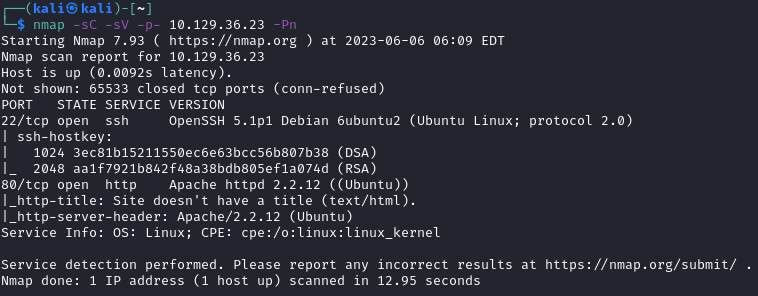 ┌──(kali㉿kali)-[~]
└─$ nmap -sC -sV -p- 10.129.36.23 -Pn
Starting Nmap 7.93 ( https://nmap.org ) at 2023-06-06 06:09 EDT
Nmap scan report for 10.129.36.23
Host is up (0.0092s latency).
Not shown: 65533 closed tcp ports (conn-refused)
PORT   STATE SERVICE VERSION
22/tcp open  ssh     OpenSSH 5.1p1 Debian 6ubuntu2 (Ubuntu Linux; protocol 2.0)
| ssh-hostkey:
|   1024 3ec81b15211550ec6e63bcc56b807b38 (DSA)
|_  2048 aa1f7921b842f48a38bdb805ef1a074d (RSA)
80/tcp open  http    Apache httpd 2.2.12 ((Ubuntu))
|_http-title: Site doesn't have a title (text/html).
|_http-server-header: Apache/2.2.12 (Ubuntu)
Service Info: OS: Linux; CPE: cpe:/o:linux:linux_kernel

Service detection performed. Please report any incorrect results at https://nmap.org/submit/ .
Nmap done: 1 IP address (1 host up) scanned in 12.95 seconds